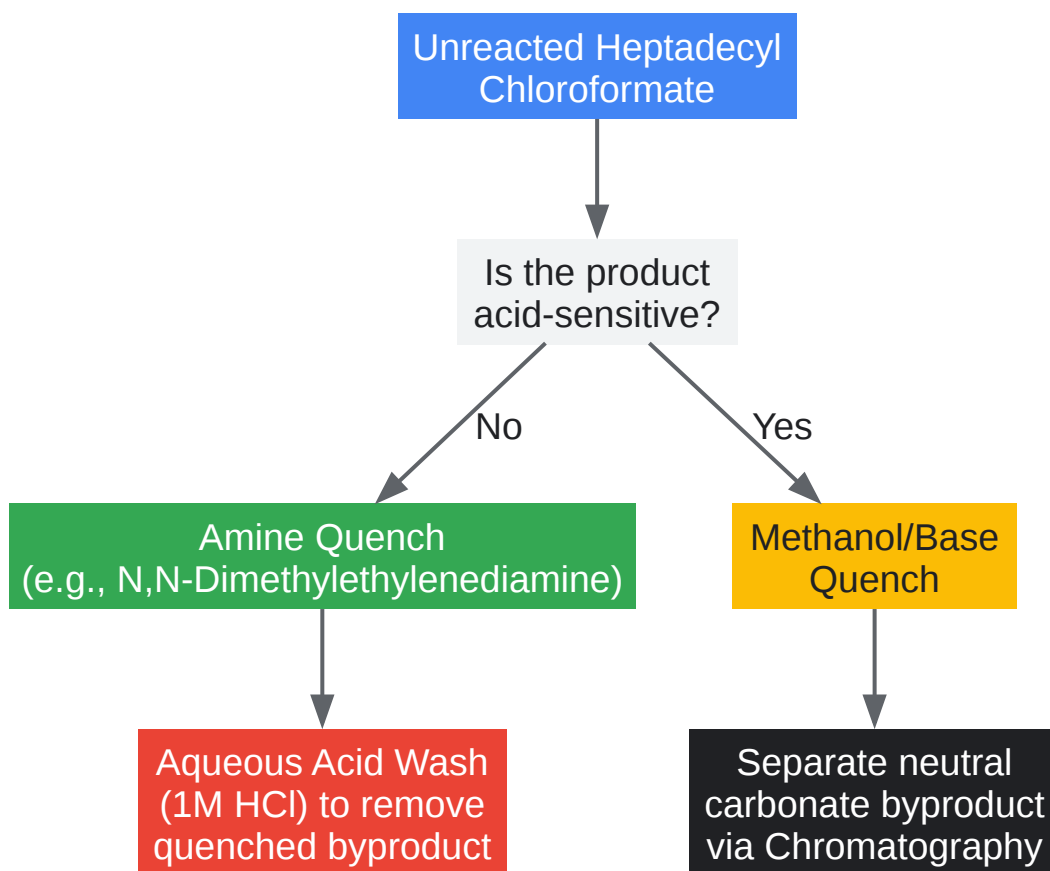 Unreacted Heptadecyl
Chloroformate
Is the product
acid-sensitive?
No
Yes
Amine Quench
(e.g., N,N-Dimethylethylenediamine)
Methanol/Base
Quench
Aqueous Acid Wash
(1M HCl) to remove
quenched byproduct
Separate neutral
carbonate byproduct
via Chromatography